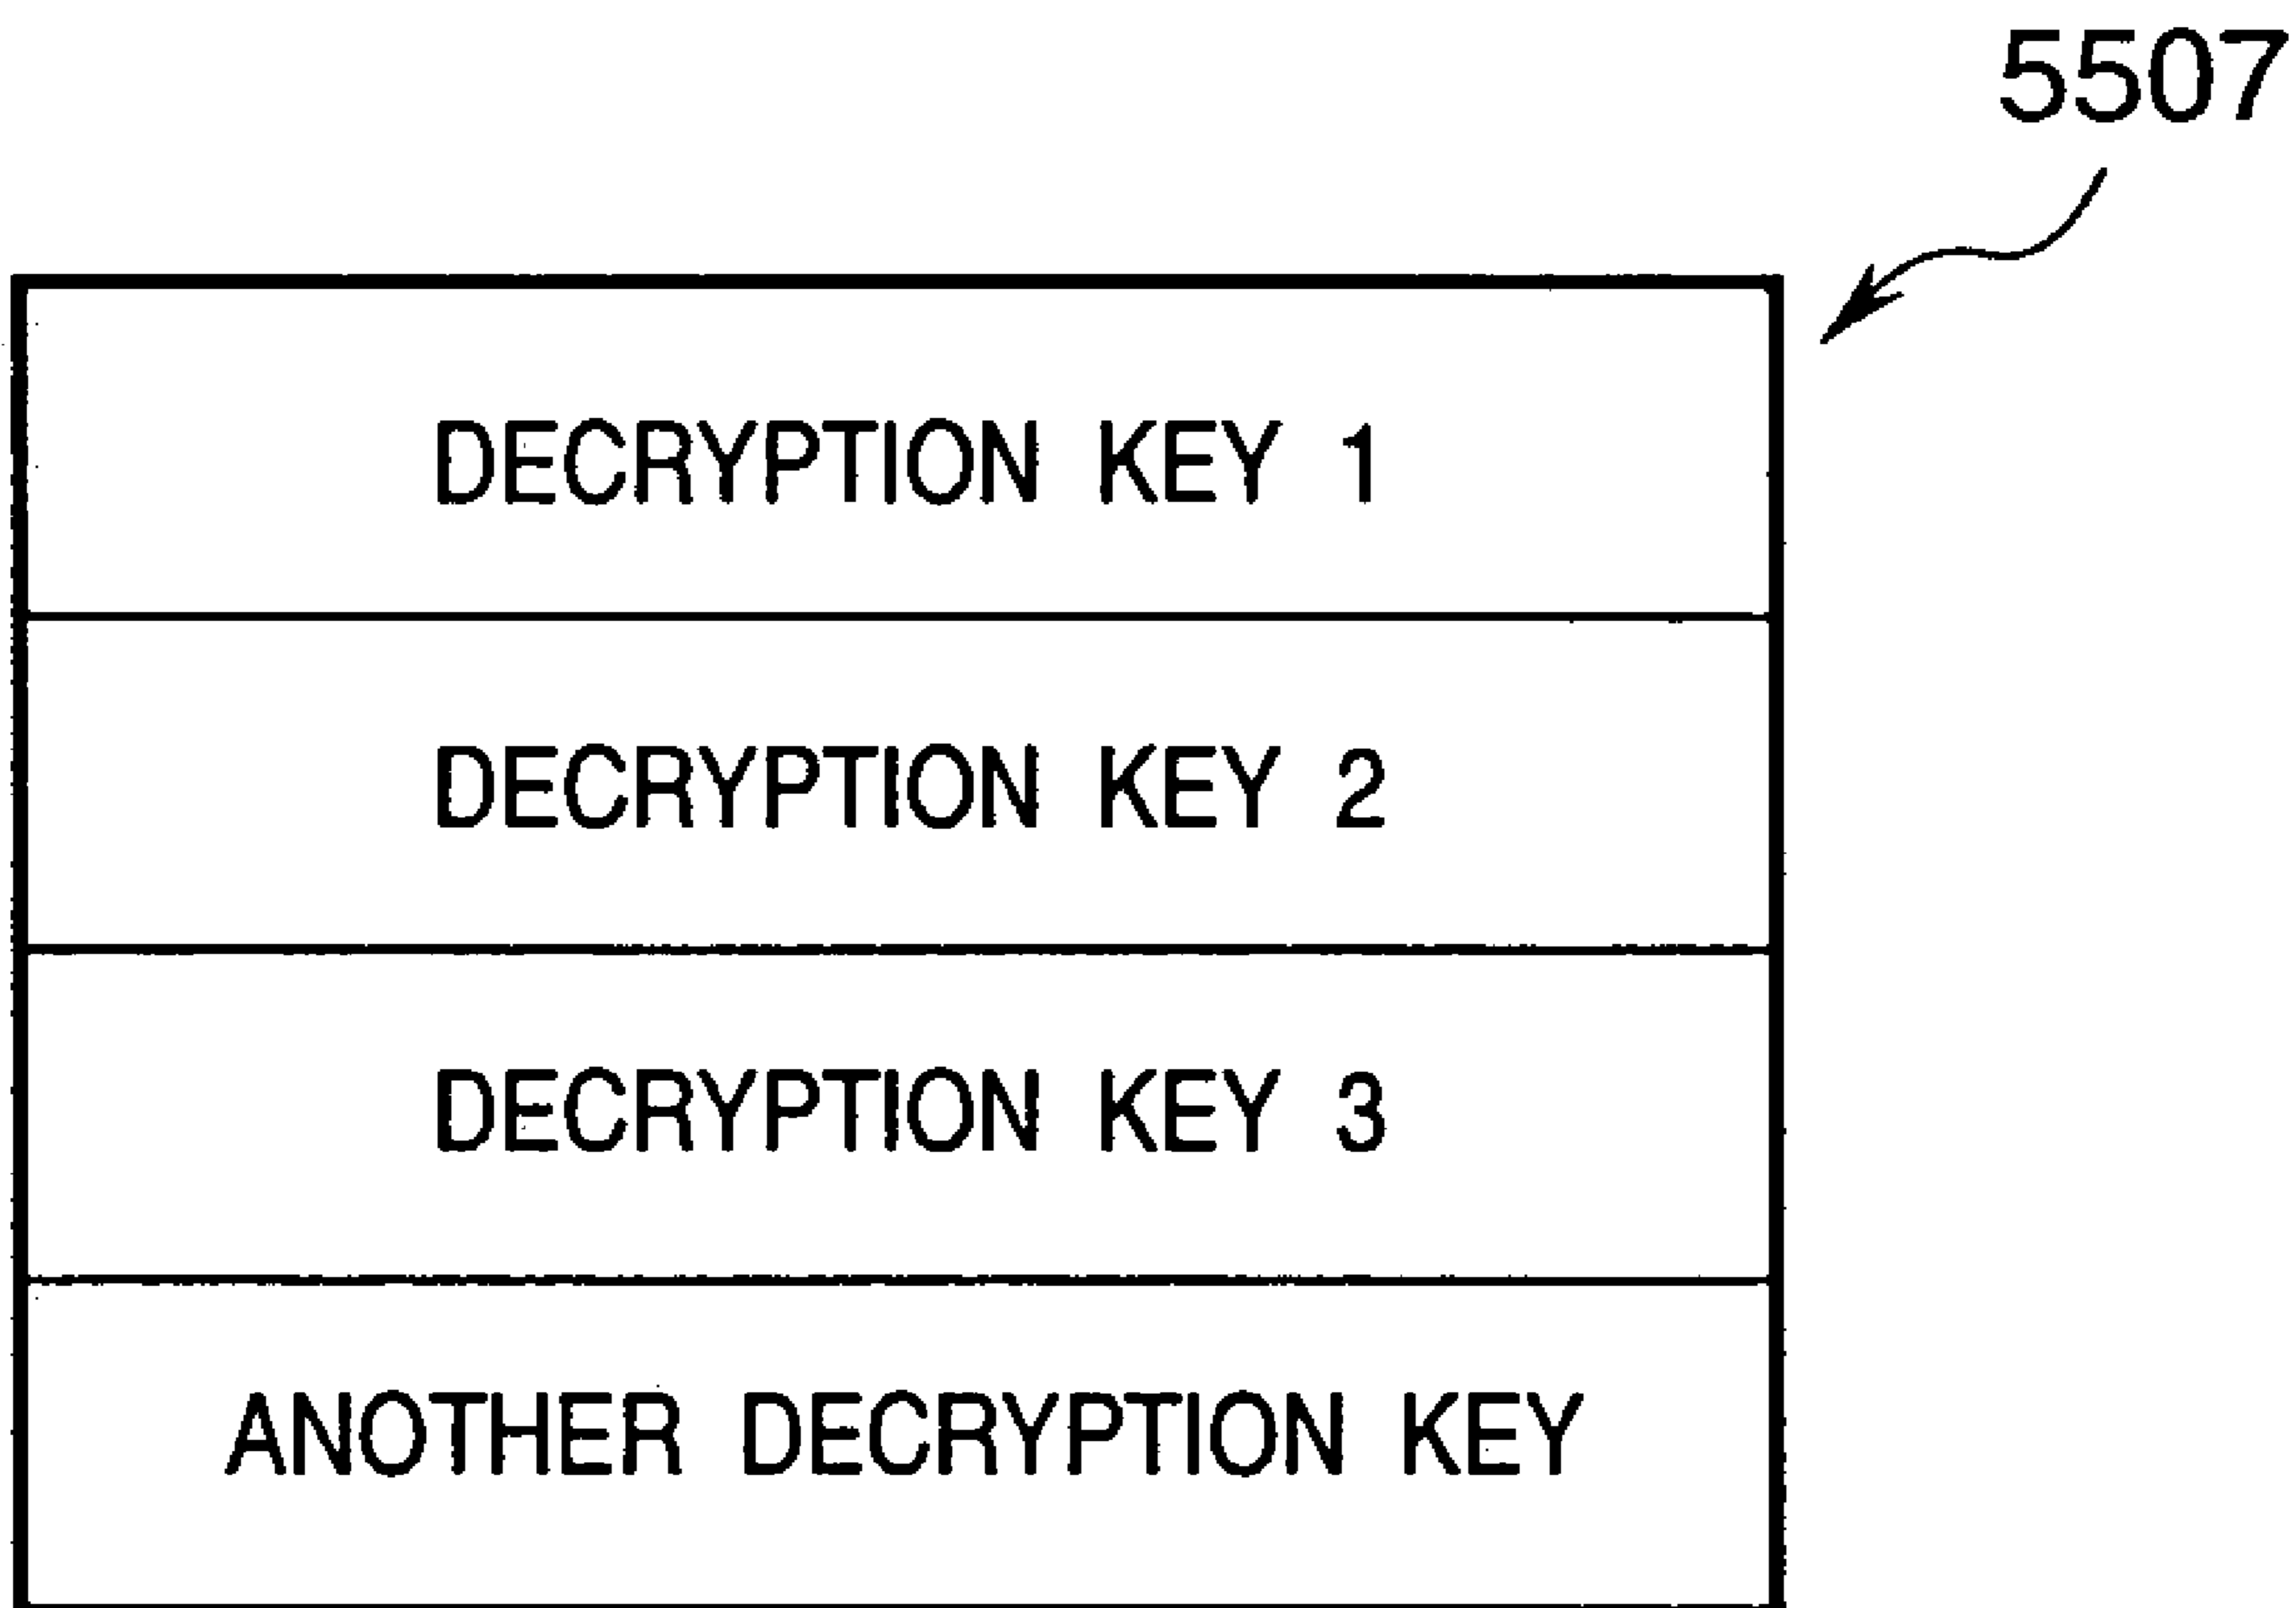 5507
DECRYPTION KEY 1
DECRYPTION KEY 2
DECRYPTION KEY 3
ANOTHER DECRYPTION KEY